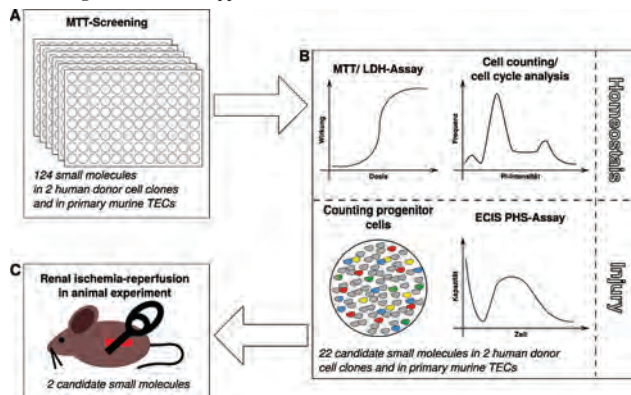 A
MTT-Screening
124 small molecules
in 2 human donor cell clones
and in primary murine TECs
B
MTT/ LDH-Assay
Wirkung
Dosis
Cell counting/
cell cycle analysis
Frequenz
PI-Intensität
Homeostais
Counting progenitor
cells
ECIS PHS-Assay
Kapazität
Zeit
Injury
22 candidate small molecules in 2 human donor
cell clones and in primary murine TECs
C
Renal ischemia-reperfusion
in animal experiment
2 candidate small molecules